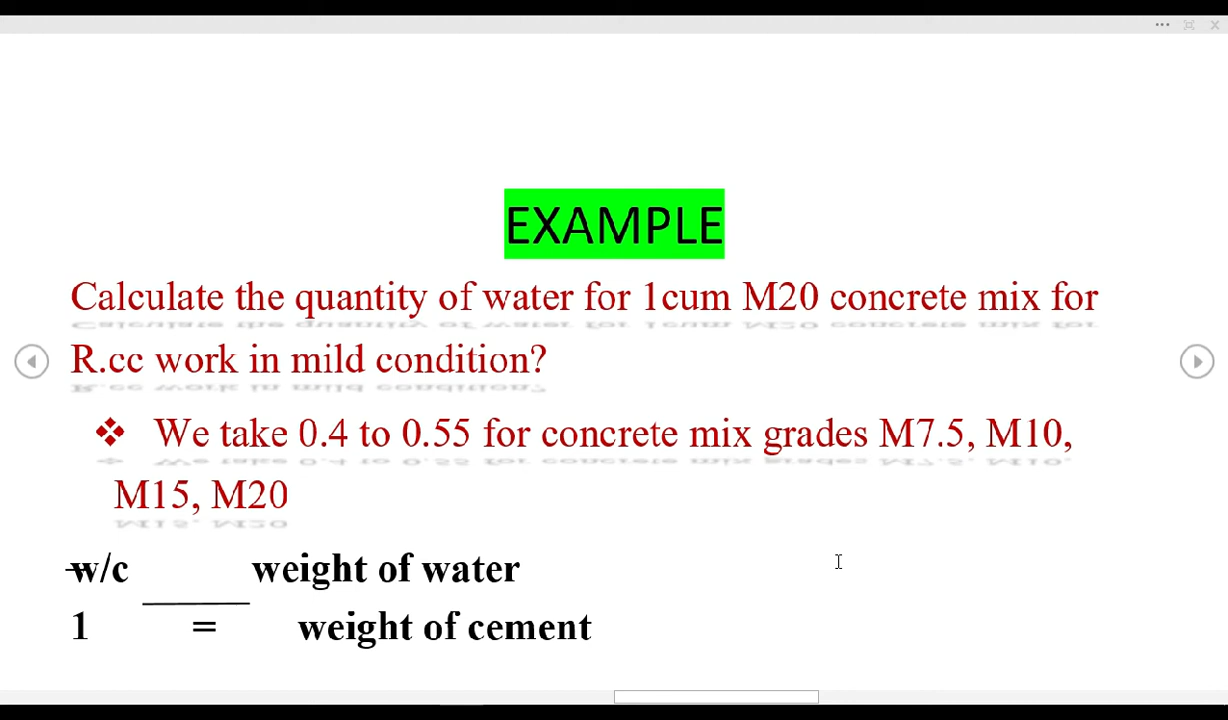 EXAMPLE
Calculate the quantity of water for 1cum M20 concrete mix for
R.cc work in mild condition?
❖ We take 0.4 to 0.55 for concrete mix grades M7.5, M10,
M15, M20
w/c weight of water
1 = weight of cement